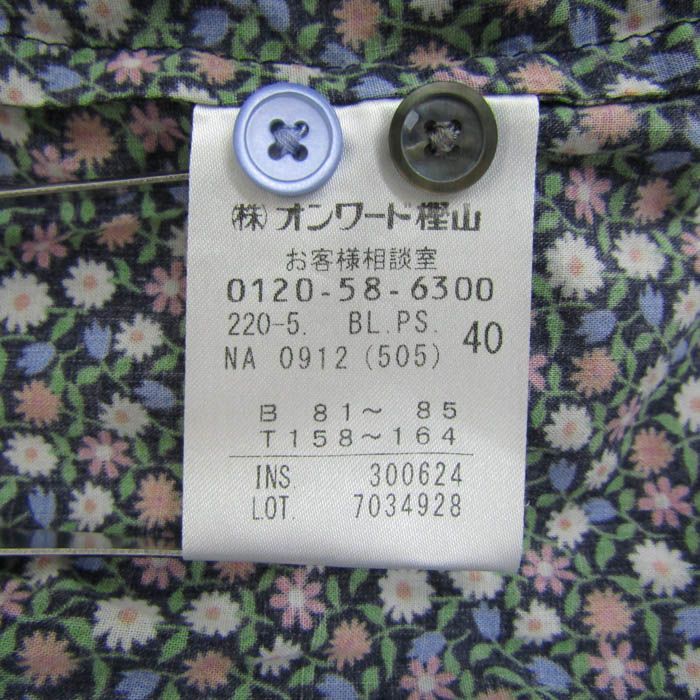 ㈱オンワード樫山
お客様相談室
0120-58-6300
220-5. BL.PS. 40
NA 0912 (505)
B 81～ 85
T158～164
INS. 300624
LOT. 7034928